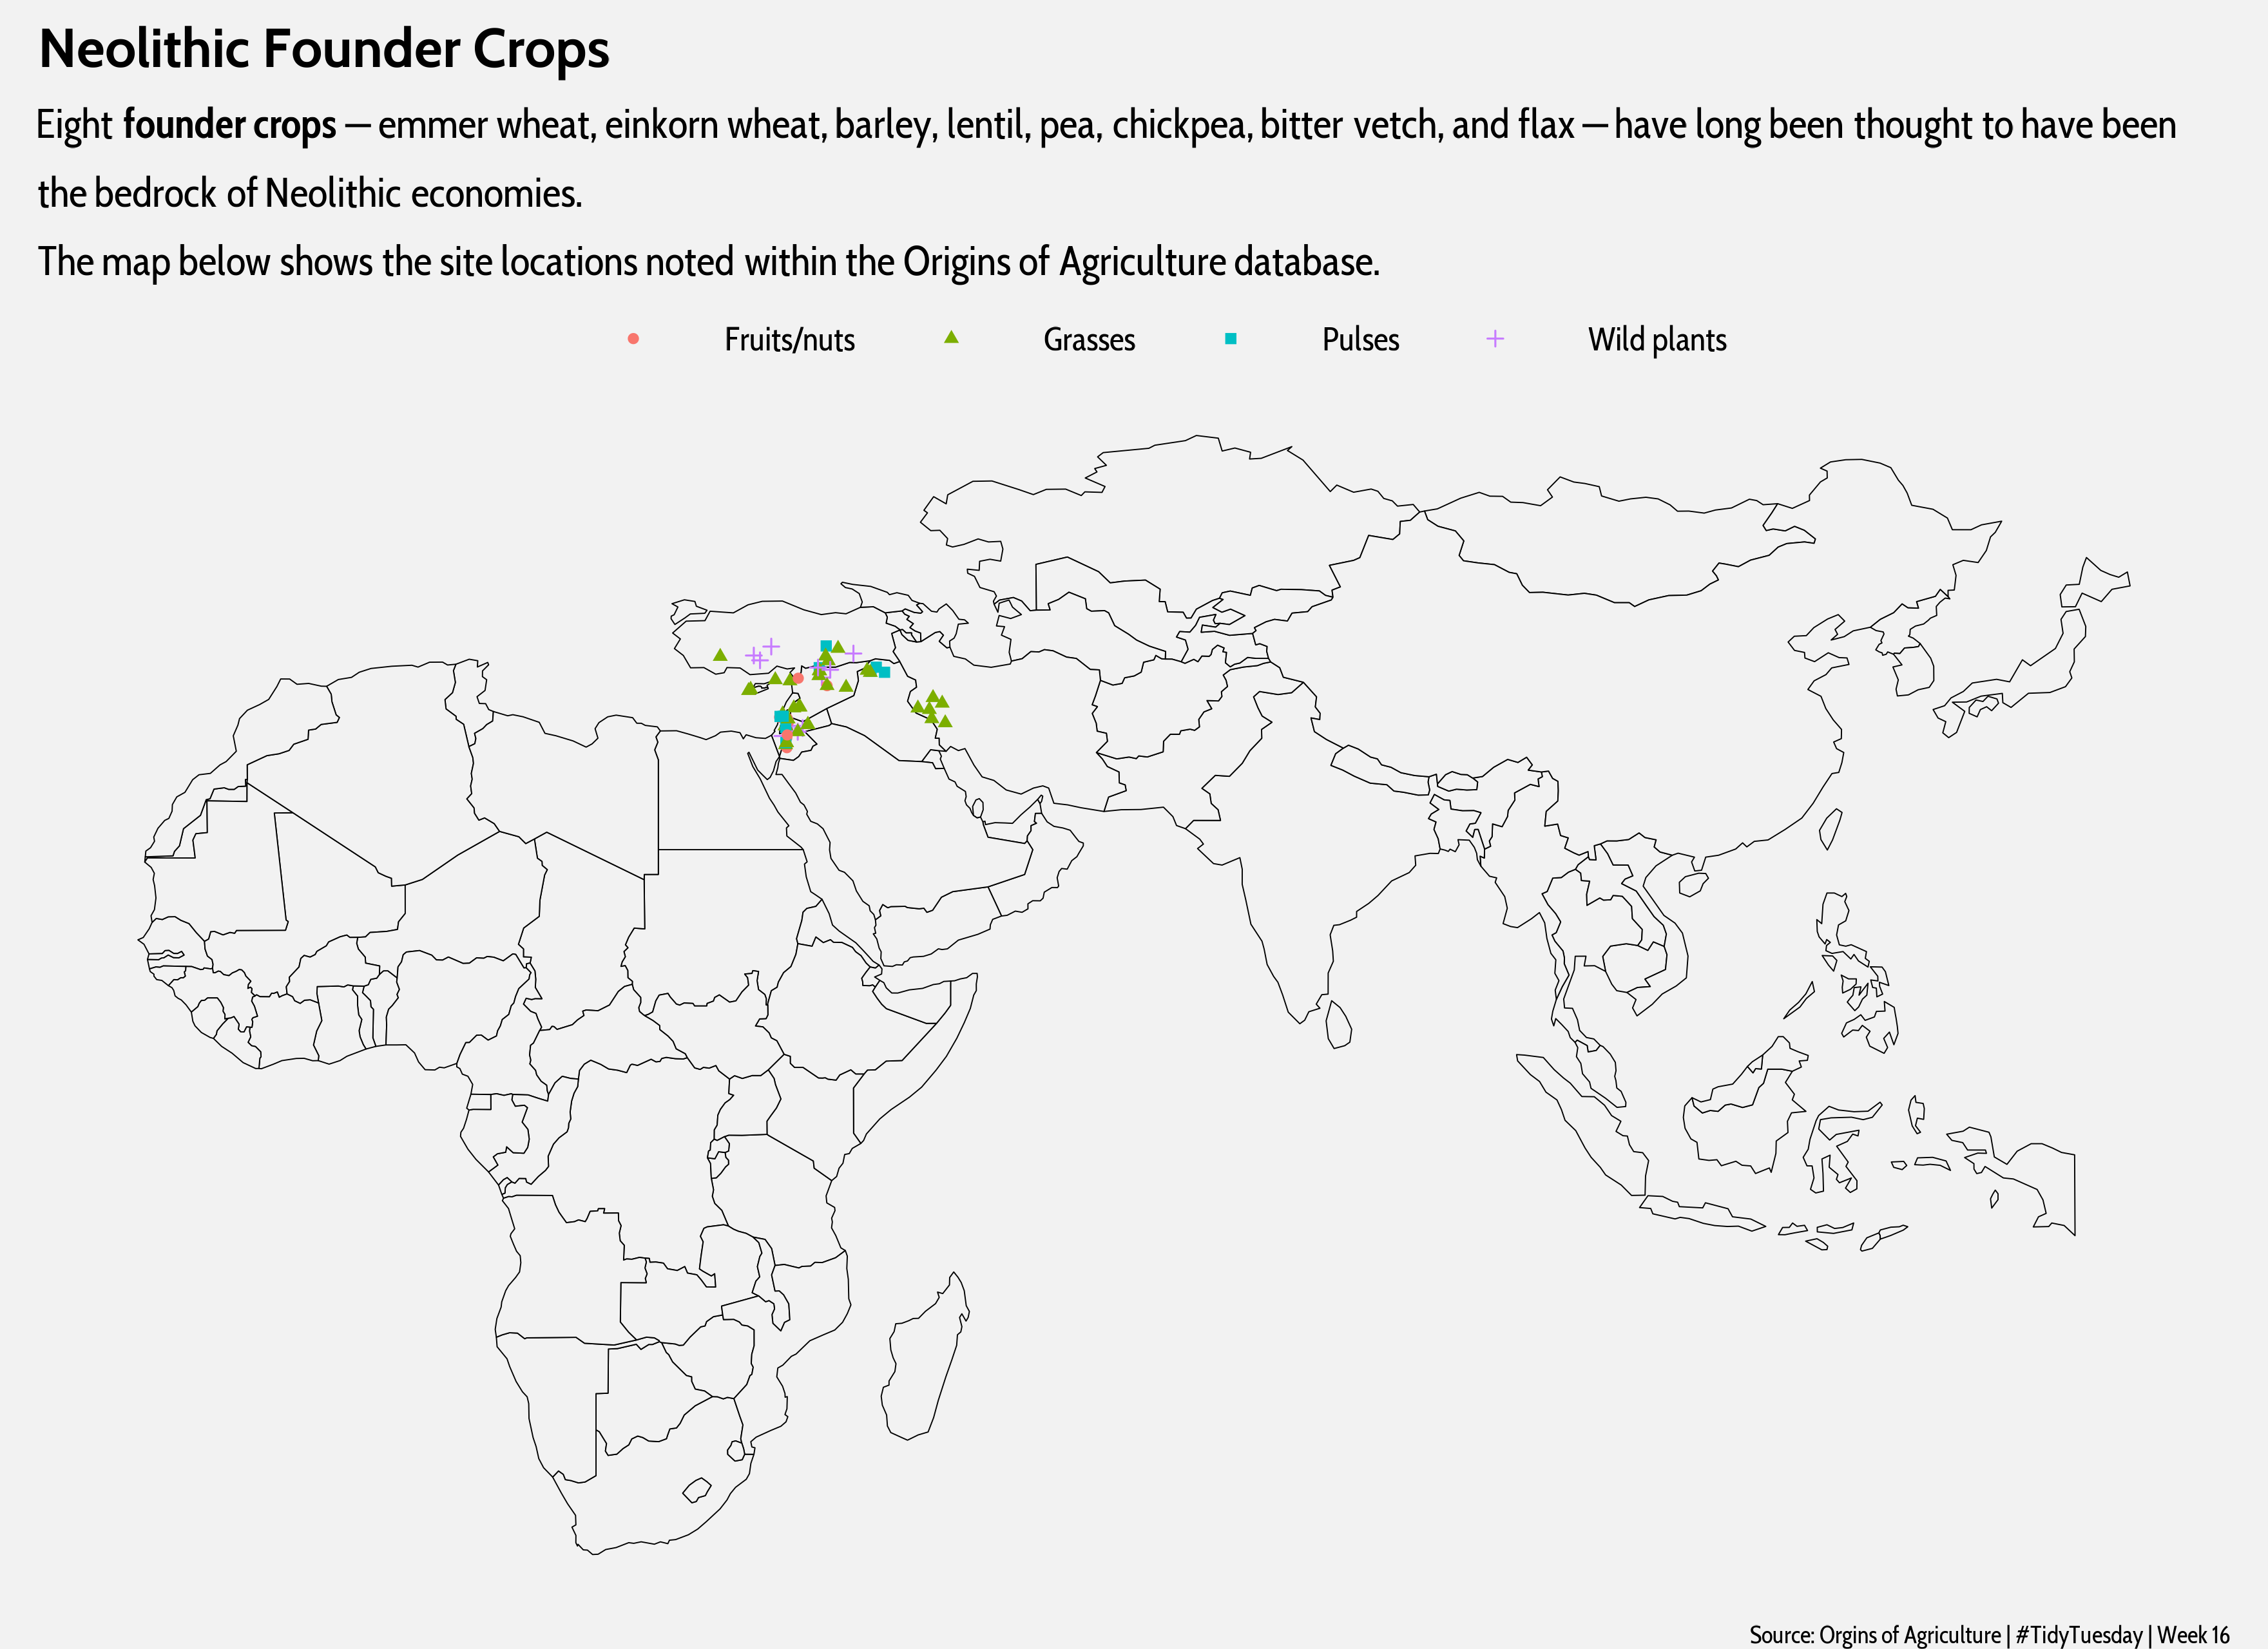 Neolithic Founder Crops
Eight founder crops — emmer wheat, einkorn wheat, barley, lentil, pea, chickpea, bitter vetch, and flax — have long been thought to have been
the bedrock of Neolithic economies.
The map below shows the site locations noted within the Origins of Agriculture database.
Fruits/nuts Grasses Pulses Wild plants
Source: Orgins of Agriculture | #TidyTuesday | Week 16